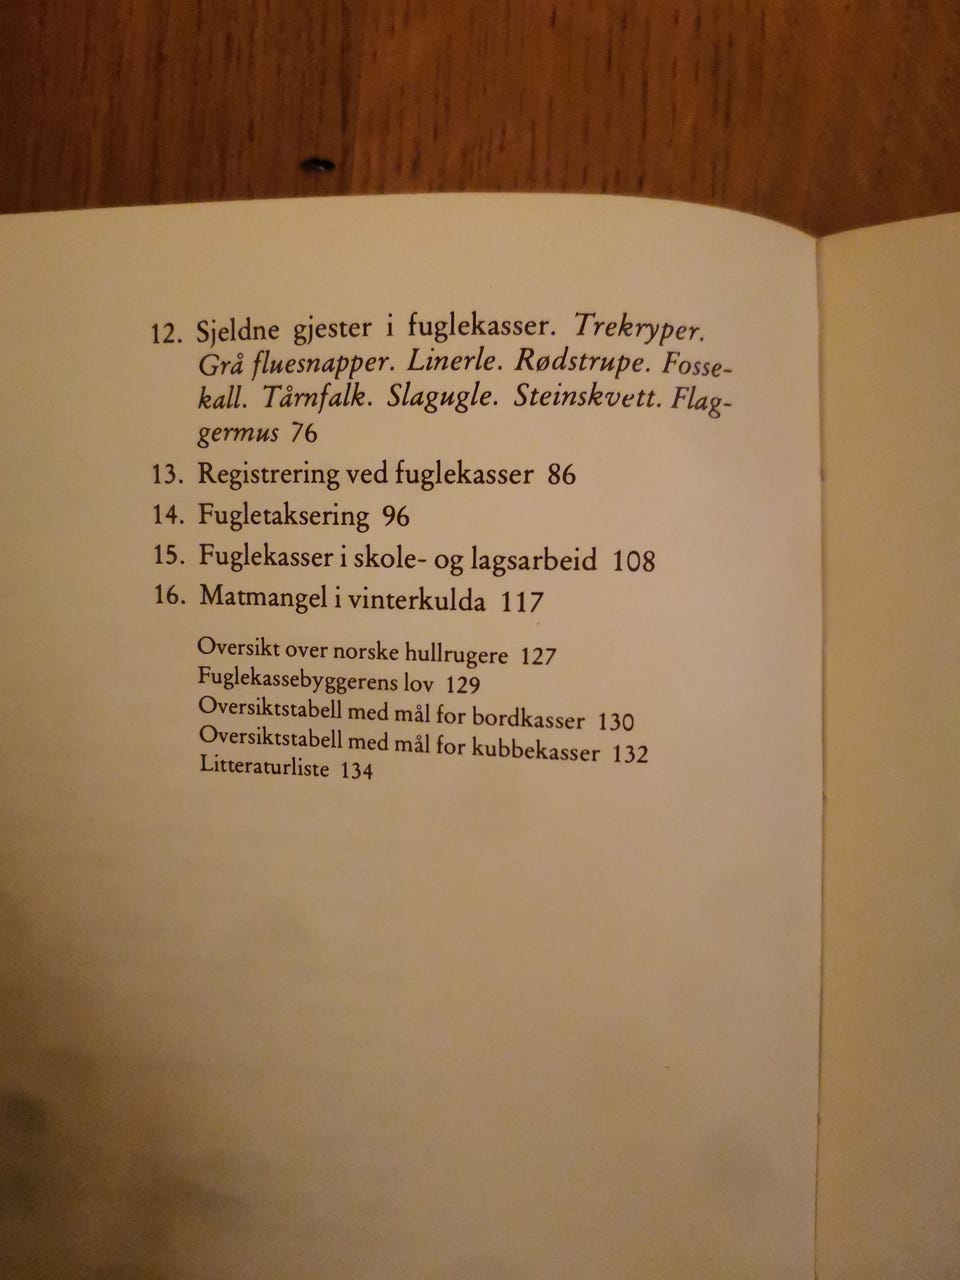 12. Sjeldne gjester i fuglekasser. Trekryper.
Grå fluesnapper. Linerle. Rødstrupe. Fosse-
kall. Tårnfalk. Slagugle. Steinskvett. Flag-
germus 76
13. Registrering ved fuglekasser 86
14. Fugletaksering 96
15. Fuglekasser i skole- og lagsarbeid 108
16. Matmangel i vinterkulda 117
Oversikt over norske hullrugere 127
Fuglekassebyggerens lov 129
Oversiktstabell med mål for bordkasser 130
Oversiktstabell med mål for kubbekasser 132
Litteraturliste 134